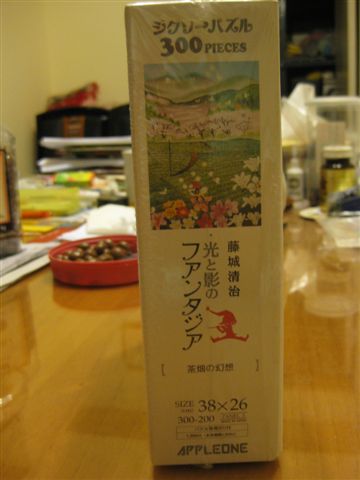 ジグソーパズル
300 PIECES
藤城清治
光と影の
ファンタジア
[ 茶畑の幻想 ]
SIZE (cm) 38×26
300-200
APPLEONE